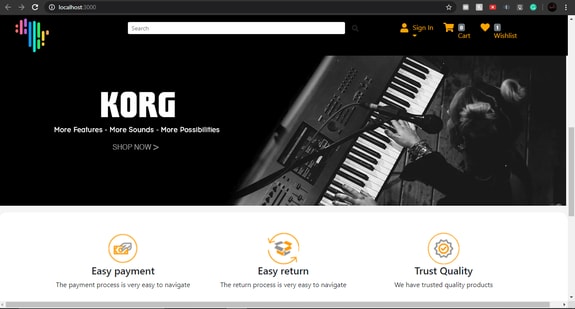 localhost:3000
Search
Sign In
0
Cart
1
Wishlist
KORG
More Features - More Sounds - More Possibilities
SHOP NOW >
Easy payment
The payment process is very easy to navigate
Easy return
The return process is very easy to navigate
Trust Quality
We have trusted quality products